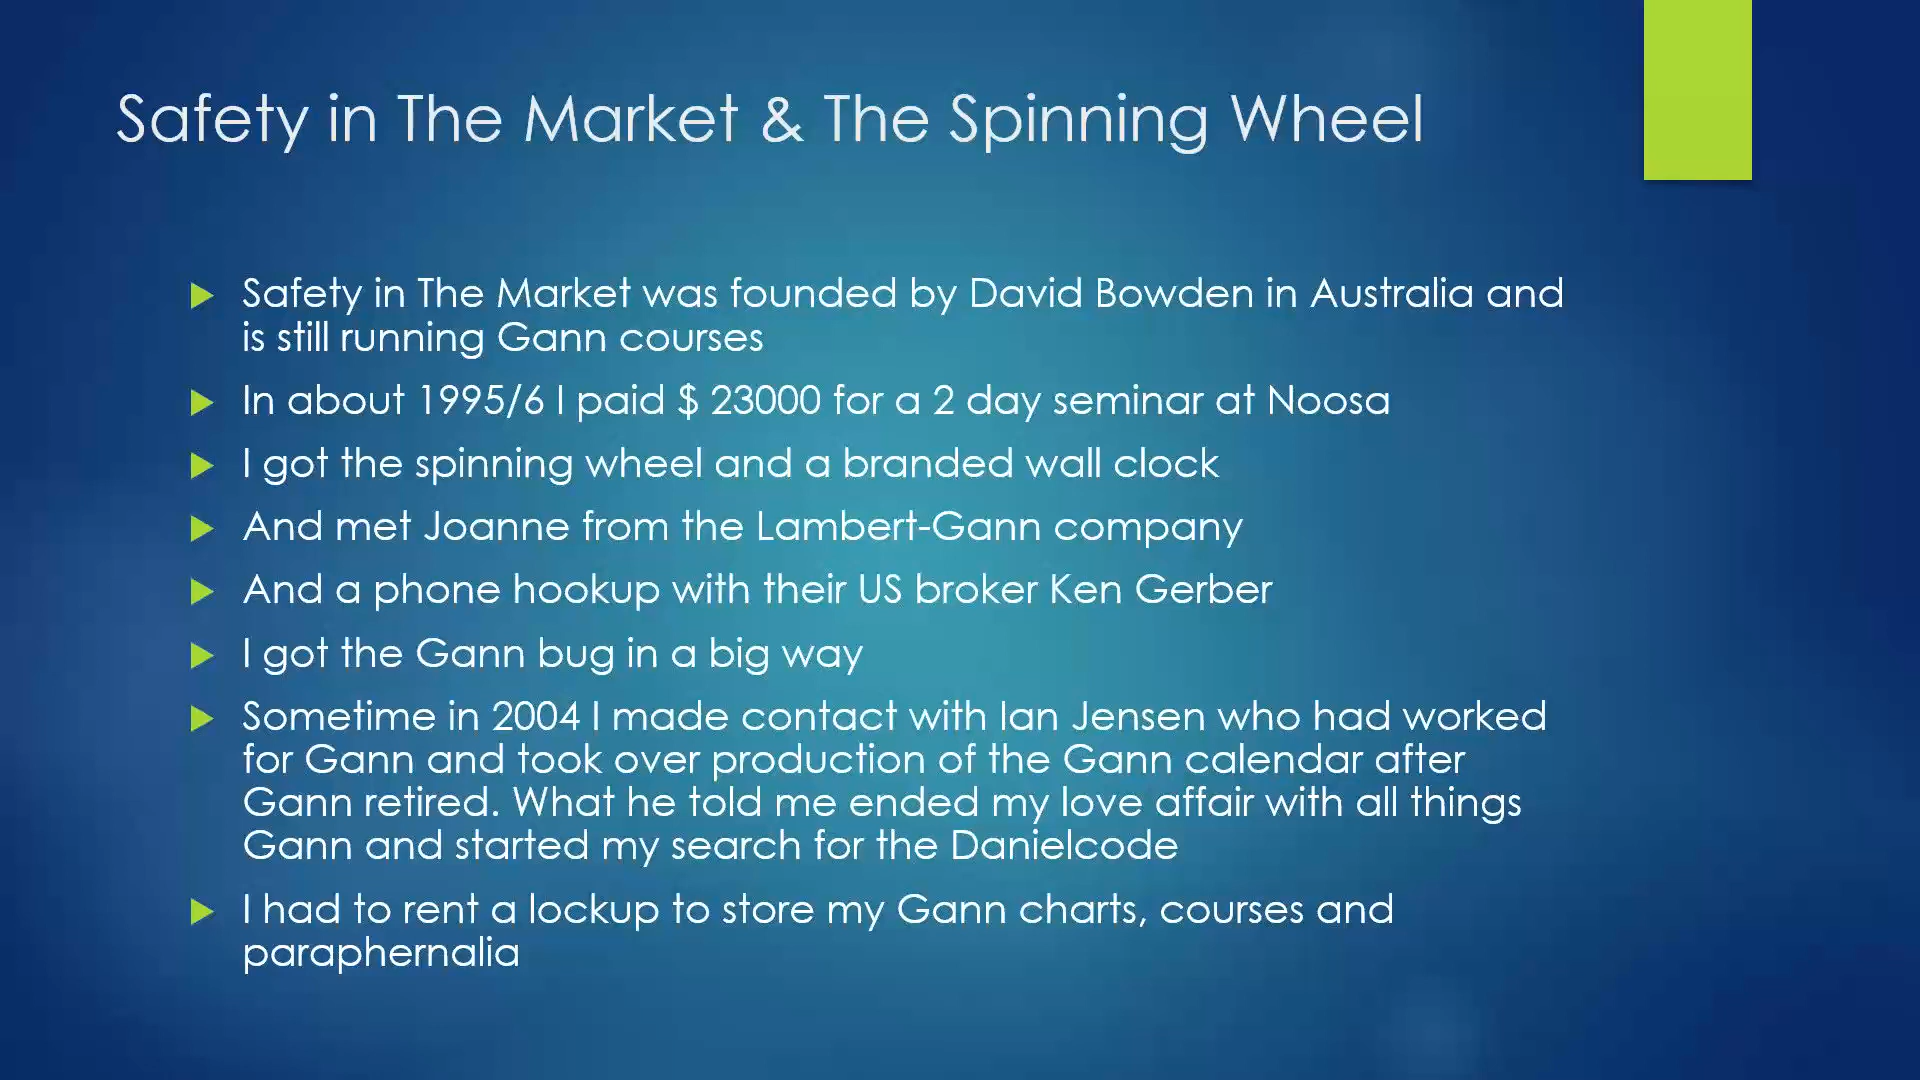 Safety in The Market & The Spinning Wheel
Safety in The Market was founded by David Bowden in Australia and
is still running Gann courses
In about 1995/6 I paid $ 23000 for a 2 day seminar at Noosa
I got the spinning wheel and a branded wall clock
And met Joanne from the Lambert-Gann company
And a phone hookup with their US broker Ken Gerber
I got the Gann bug in a big way
Sometime in 2004 I made contact with Ian Jensen who had worked
for Gann and took over production of the Gann calendar after
Gann retired. What he told me ended my love affair with all things
Gann and started my search for the Danielcode
I had to rent a lockup to store my Gann charts, courses and
paraphernalia